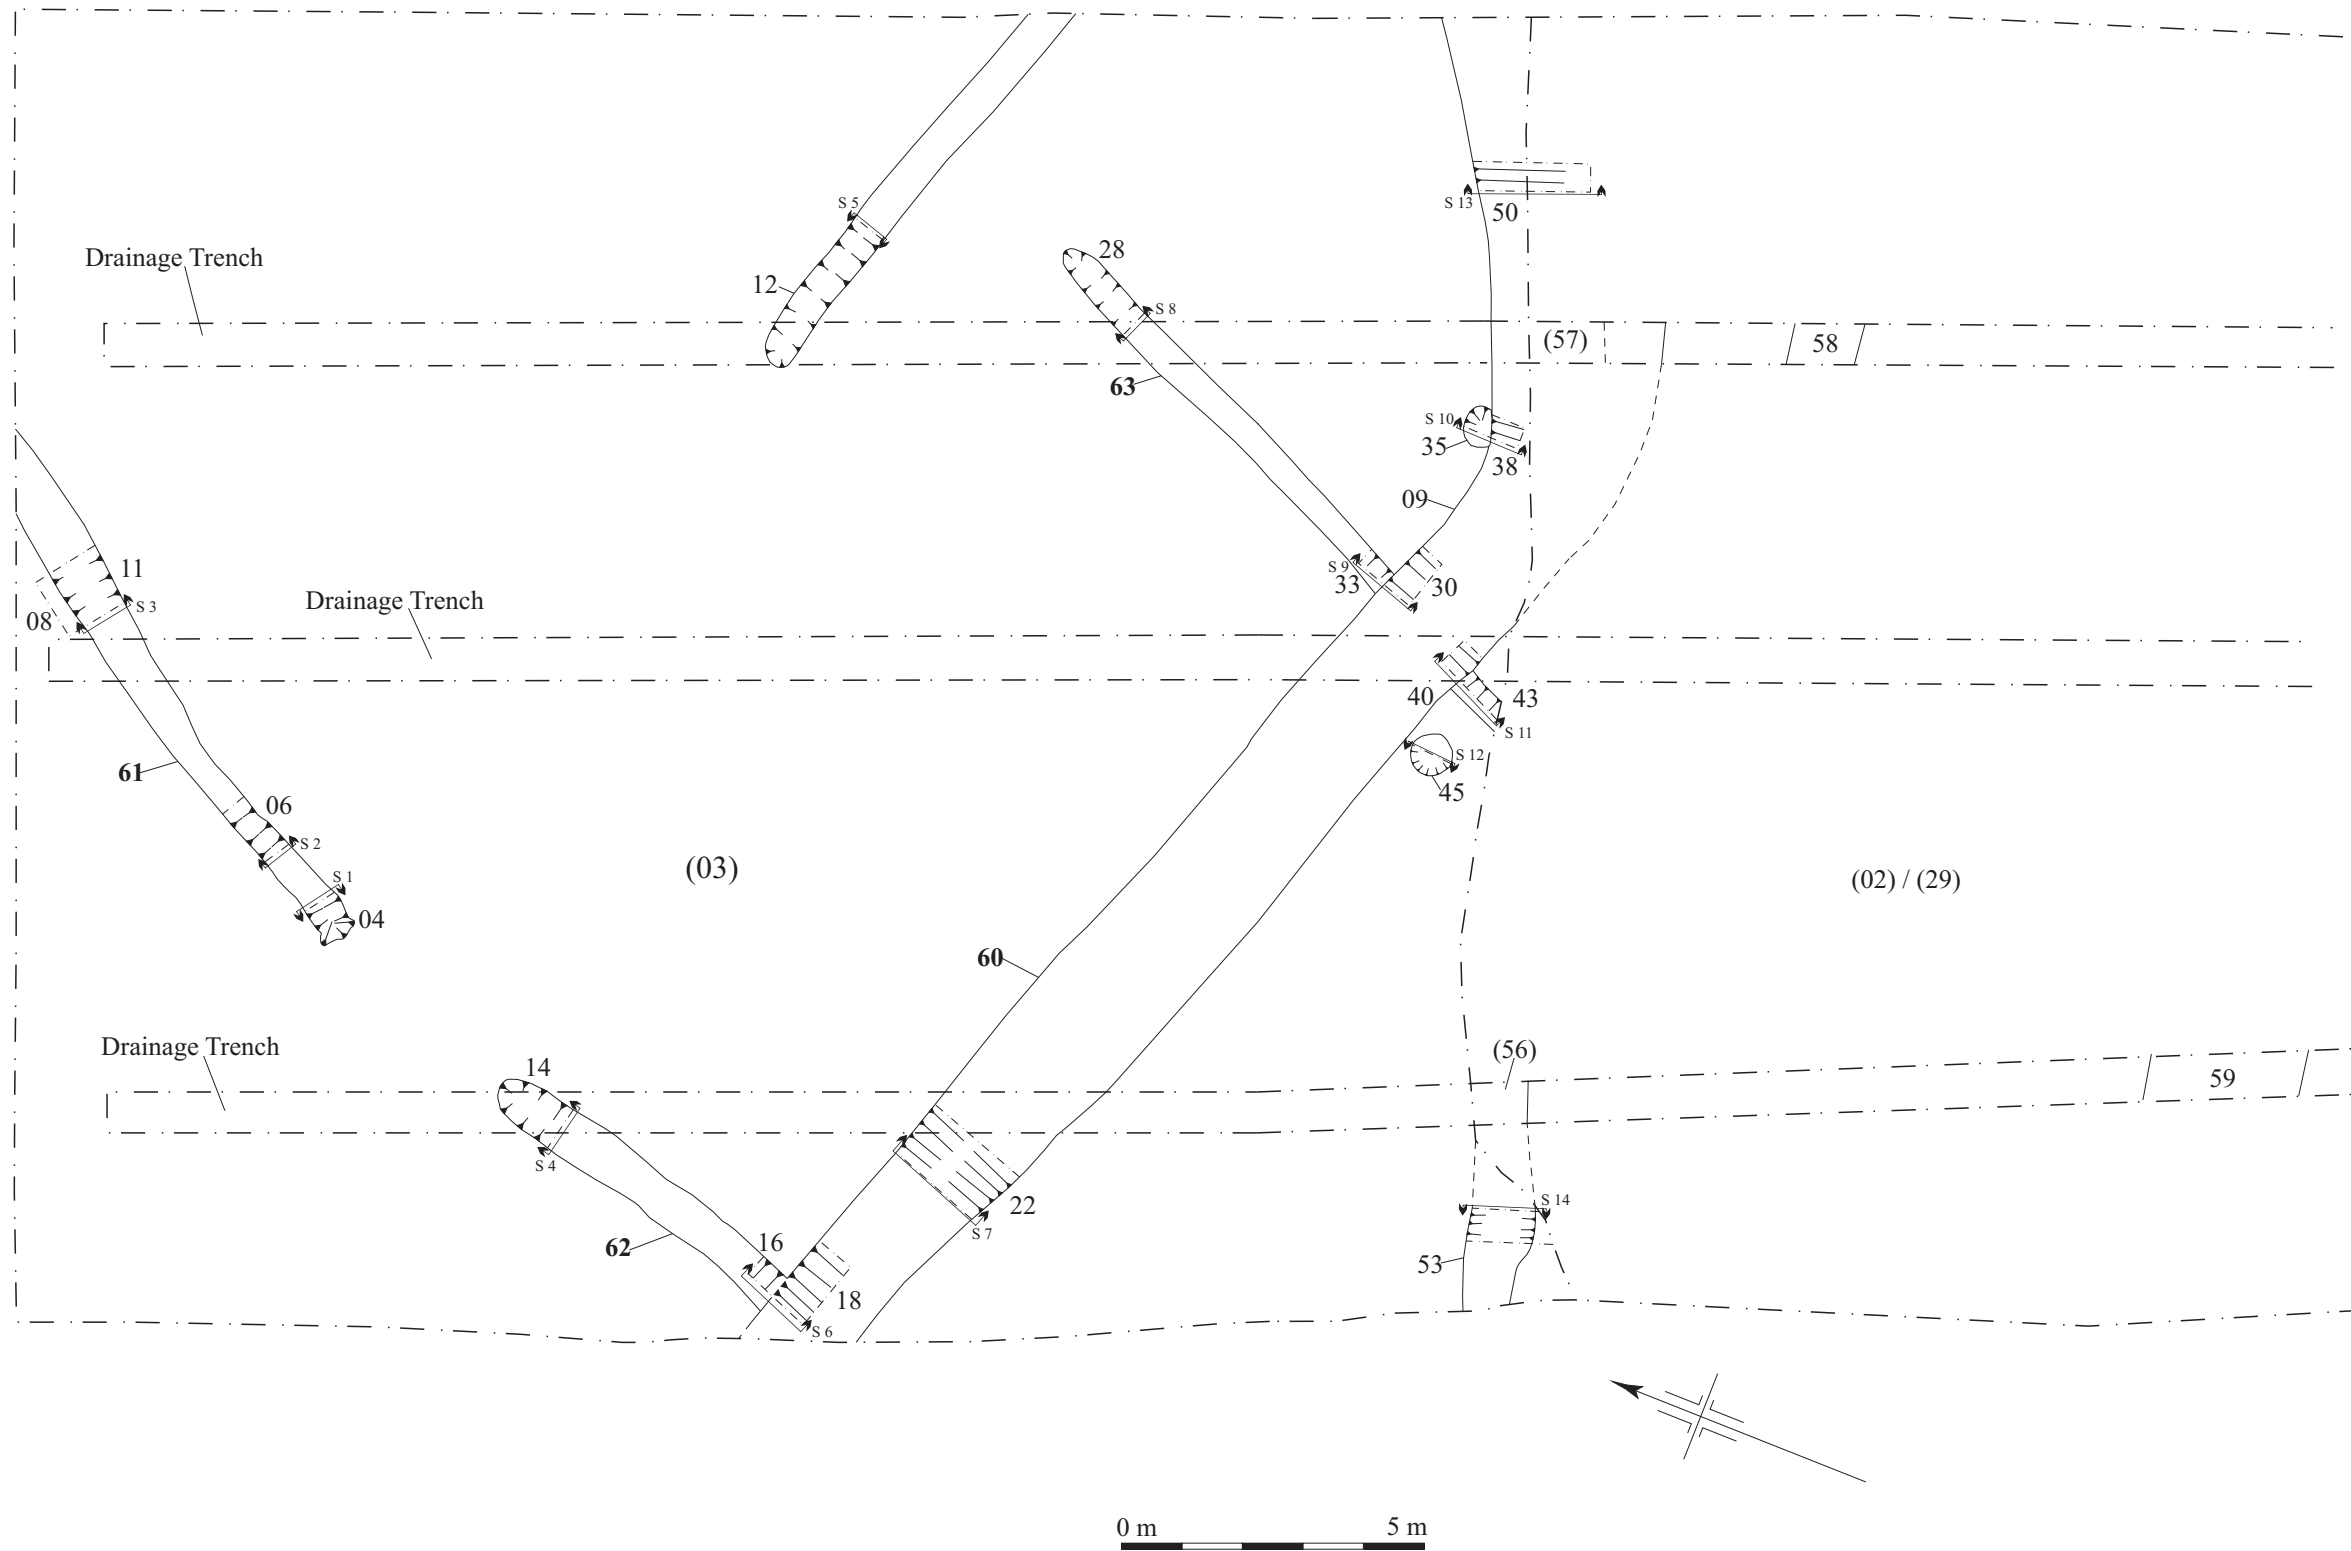 S 5
S 13
50
28
Drainage Trench
12
S 8
(57)
58
63
S 10
35
38
09
11
S 9
33
30
Drainage Trench
S 3
08
40
43
S 11
61
S 12
45
06
S 2
(03)
S 1
(02) / (29)
04
60
Drainage Trench
14
(56)
59
S 4
22
S 14
S 7
62
16
53
18
S 6
0 m
5 m